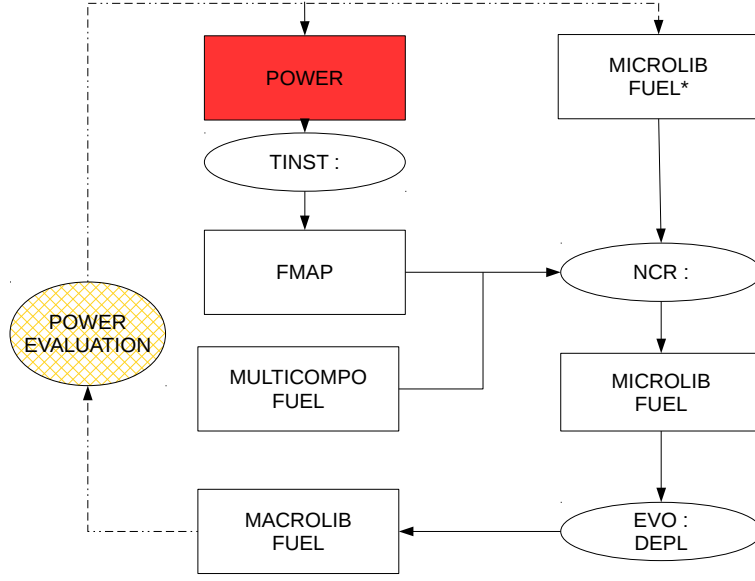 POWER
MICROLIB
FUEL*
TINST :
FMAP
NCR :
POWER
EVALUATION
MULTICOMPO
FUEL
MICROLIB
FUEL
MACROLIB
FUEL
EVO :
DEPL